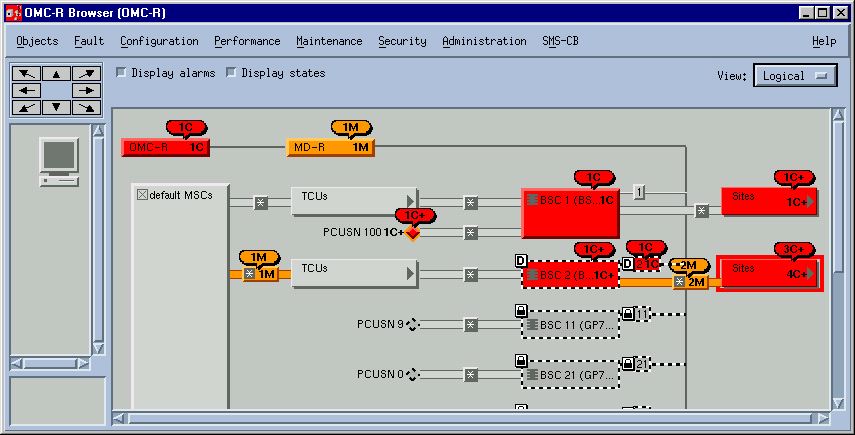 OMC-R Browser (OMC-R)
Objects Fault Configuration Performance Maintenance Security Administration SMS-CB Help
Display alarms Display states View: Logical
1C 1M
OMC-R 1C MD-R 1M
1C 1C+
default MSCs TCUs BSC 1 (BS...1C 1 Sites
1C+
1C+
PCUSN 1001C+
1M 1C+ 1C 3C+
D D 2M
1M TCUs BSC 2 (B...1C+ 2 1C Sites
2M 4C+
PCUSN 9 BSC 11 (GP7... 11
PCUSN 0 BSC 21 (GP7... 21